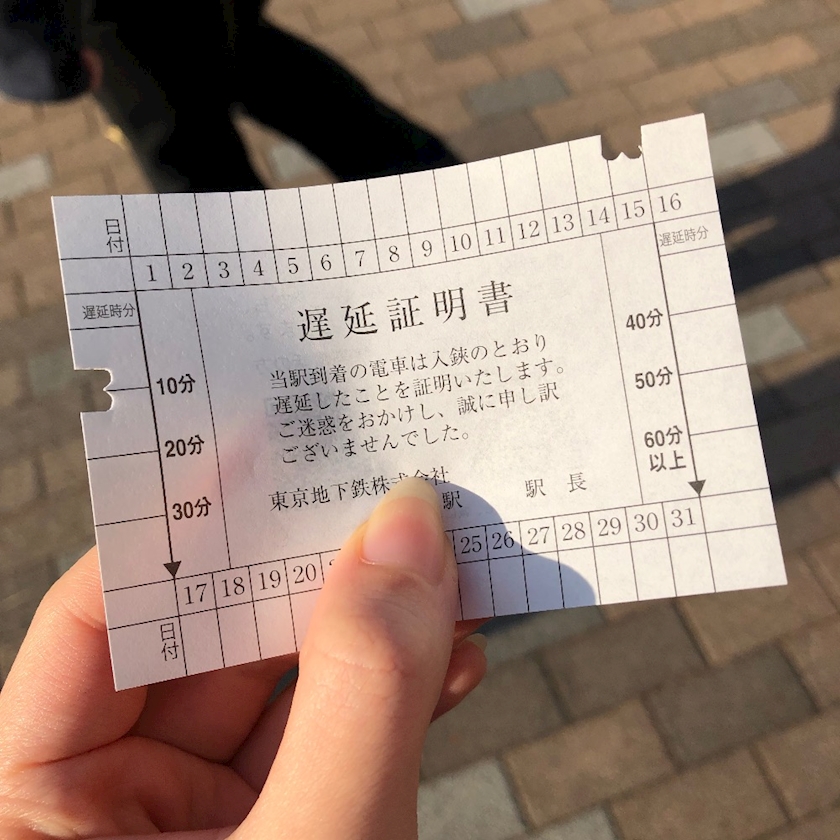 日付
1 2 3 4 5 6 7 8 9 10 11 12 13 14 15 16
遅延時分
遅延時分
遅延証明書
当駅到着の電車は入鋏のとおり
遅延したことを証明いたします。
ご迷惑をおかけし、誠に申し訳
ございませんでした。
東京地下鉄株式会社
駅 駅長
10分
20分
30分
40分
50分
60分
以上
17 18 19 20 25 26 27 28 29 30 31
日付